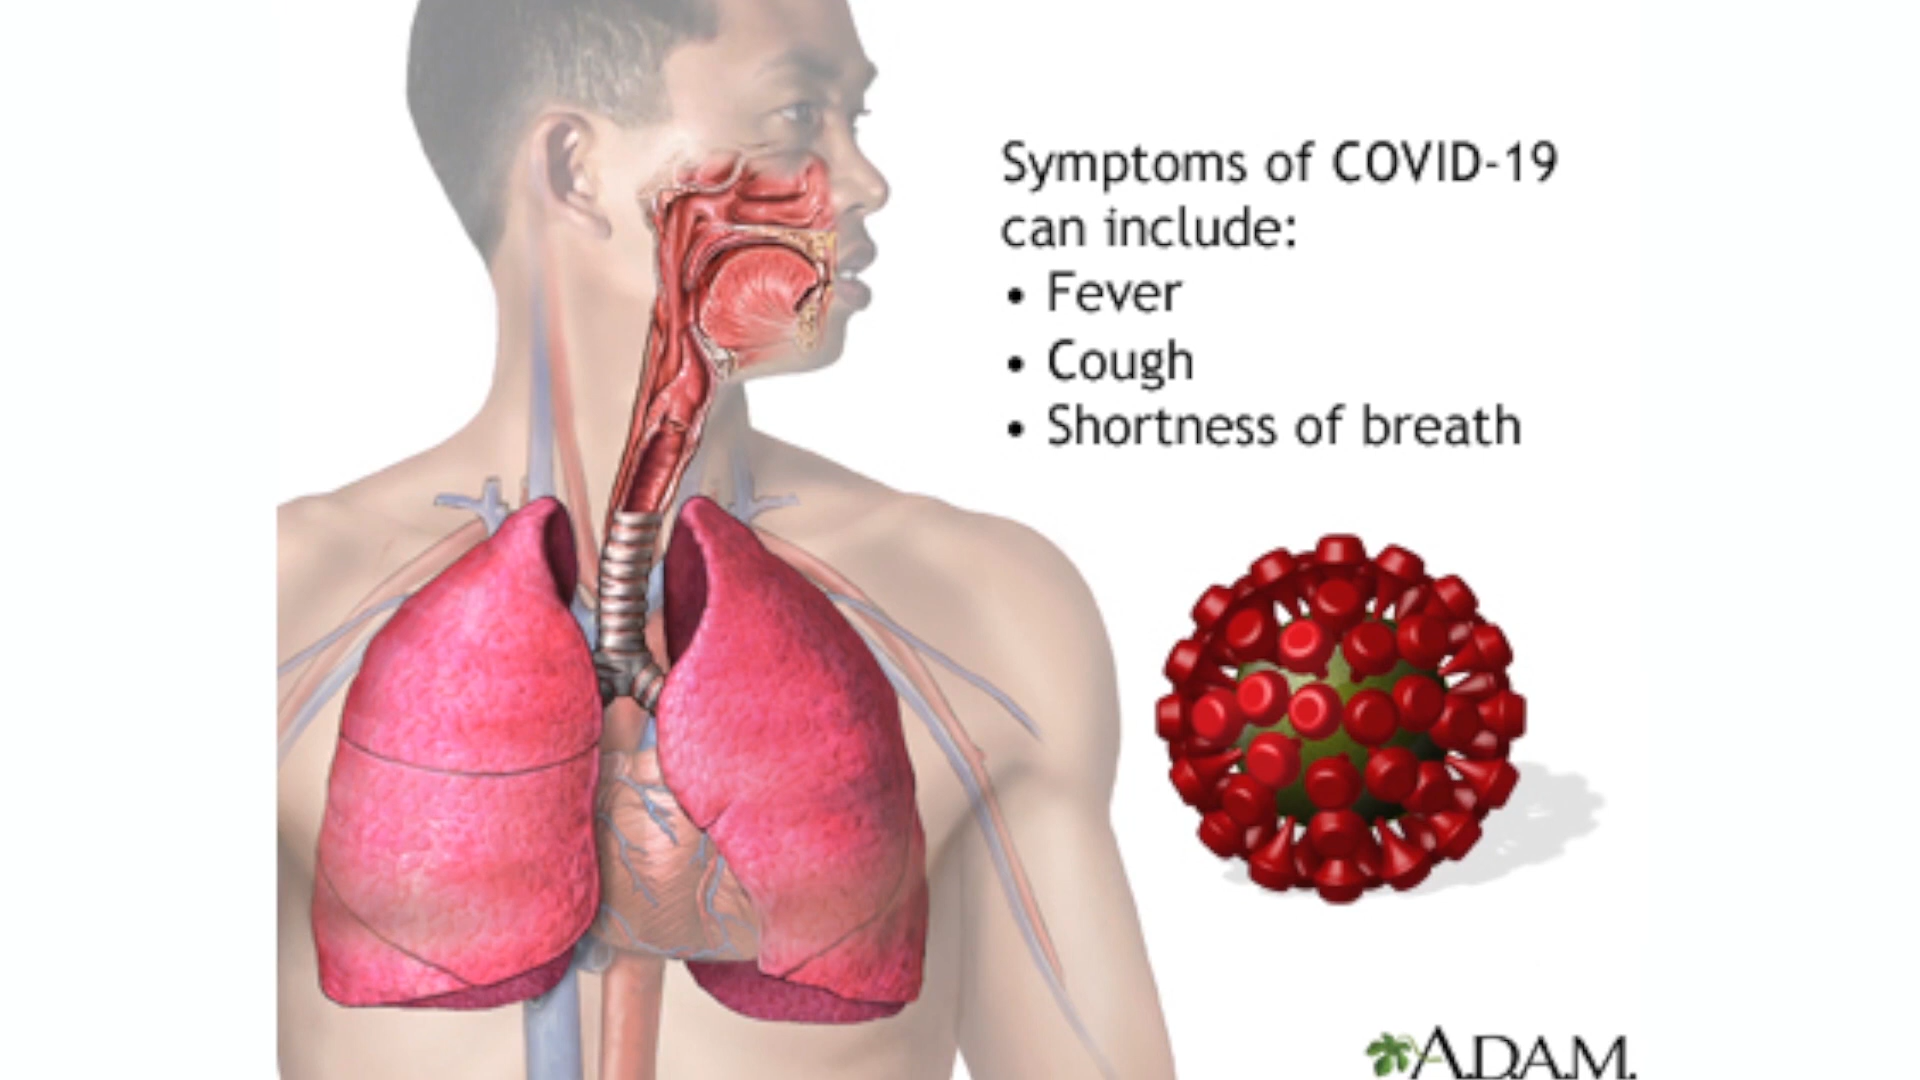 Symptoms of COVID-19
can include:
• Fever
• Cough
• Shortness of breath
A.D.A.M.